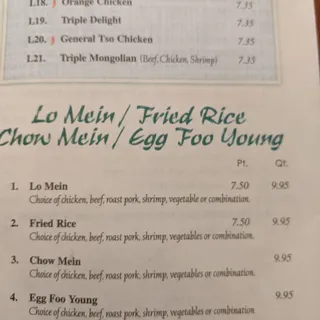 L18. Orange Chicken 7.35
L19. Triple Delight 7.35
L20. General Tso Chicken 7.35
L21. Triple Mongolian (Beef, Chicken, Shrimp) 7.35
Lo Mein / Fried Rice
Chow Mein / Egg Foo Young
Pt. Qt.
1. Lo Mein 7.50 9.95
Choice of chicken, beef, roast pork, shrimp, vegetable or combination.
2. Fried Rice 7.50 9.95
Choice of chicken, beef, roast pork, shrimp, vegetables or combination.
3. Chow Mein 9.95
Choice of chicken, beef, roast pork, shrimp, vegetables or combination.
4. Egg Foo Young 9.95
Choice of chicken, beef, roast pork, shrimp, vegetables or combination